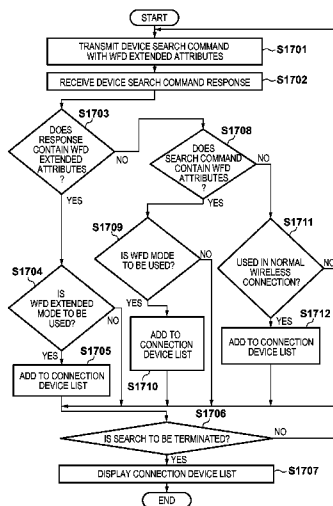 START
TRANSMIT DEVICE SEARCH COMMAND
WITH WFD EXTENDED ATTRIBUTES
S1701
RECEIVE DEVICE SEARCH COMMAND RESPONSE
S1702
S1703
DOES
RESPONSE
CONTAIN WFD
EXTENDED
ATTRIBUTES
?
NO
YES
S1708
DOES
SEARCH COMMAND
CONTAIN WFD
ATTRIBUTES
?
NO
YES
S1709
IS WFD MODE
TO BE USED?
NO
YES
S1711
USED IN NORMAL
WIRELESS
CONNECTION?
NO
YES
S1704
IS
WFD EXTENDED
MODE TO BE USED
?
NO
YES
S1705
ADD TO CONNECTION
DEVICE LIST
ADD TO
CONNECTION
DEVICE LIST
S1710
S1712
ADD TO CONNECTION
DEVICE LIST
S1706
IS SEARCH TO BE TERMINATED?
NO
YES
DISPLAY CONNECTION DEVICE LIST
S1707
END